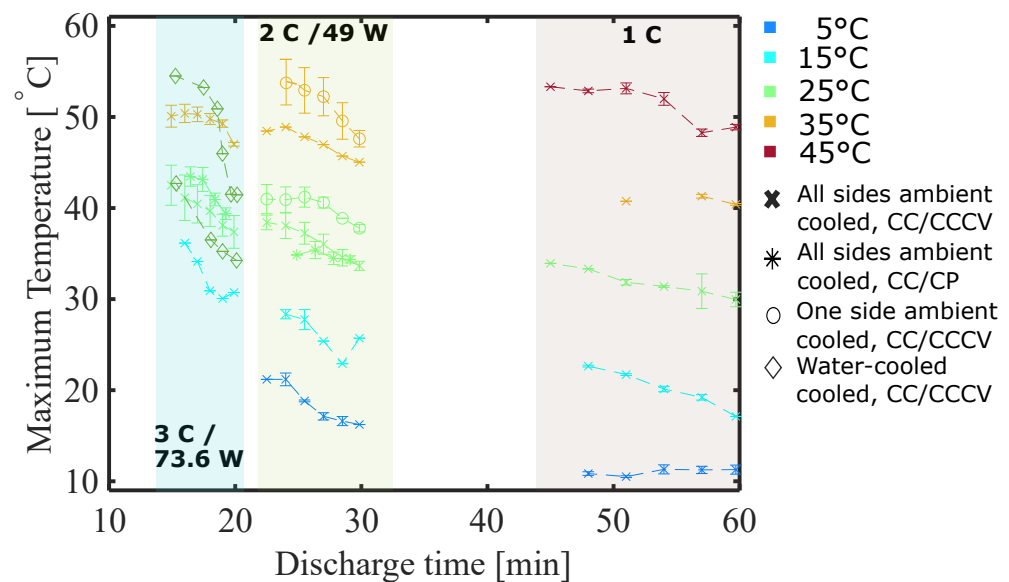 Maximum Temperature [°C]
60
50
40
30
20
10
2 C /49 W
1 C
3 C /
73.6 W
10
20
30
40
50
60
Discharge time [min]
5°C
15°C
25°C
35°C
45°C
All sides ambient
cooled, CC/CCCV
All sides ambient
cooled, CC/CP
One side ambient
cooled, CC/CCCV
Water-cooled
cooled, CC/CCCV